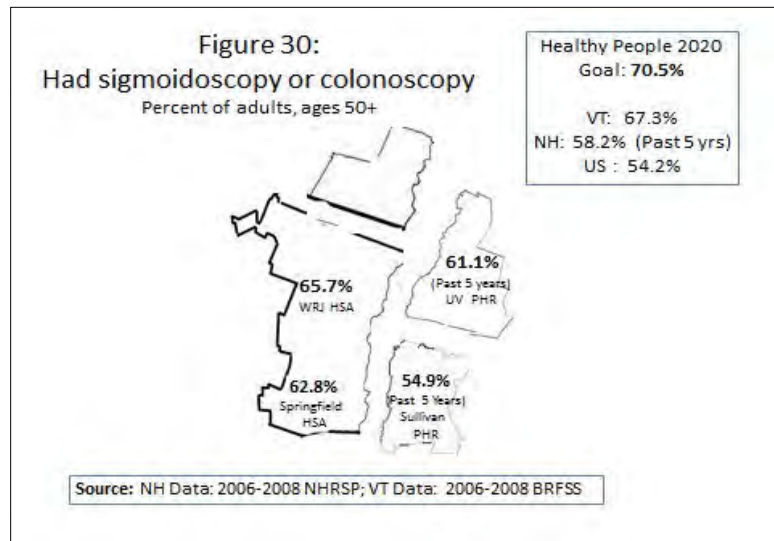 Figure 30:
Had sigmoidoscopy or colonoscopy
Percent of adults, ages 50+
Healthy People 2020
Goal: 70.5%
VT: 67.3%
NH: 58.2% (Past 5 yrs)
US : 54.2%
61.1%
(Past 5 years)
UV PHR
65.7%
WRJ HSA
62.8%
Springfield
HSA
54.9%
(Past 5 Years)
Sullivan
PHR
Source: NH Data: 2006-2008 NHRSP; VT Data: 2006-2008 BRFSS